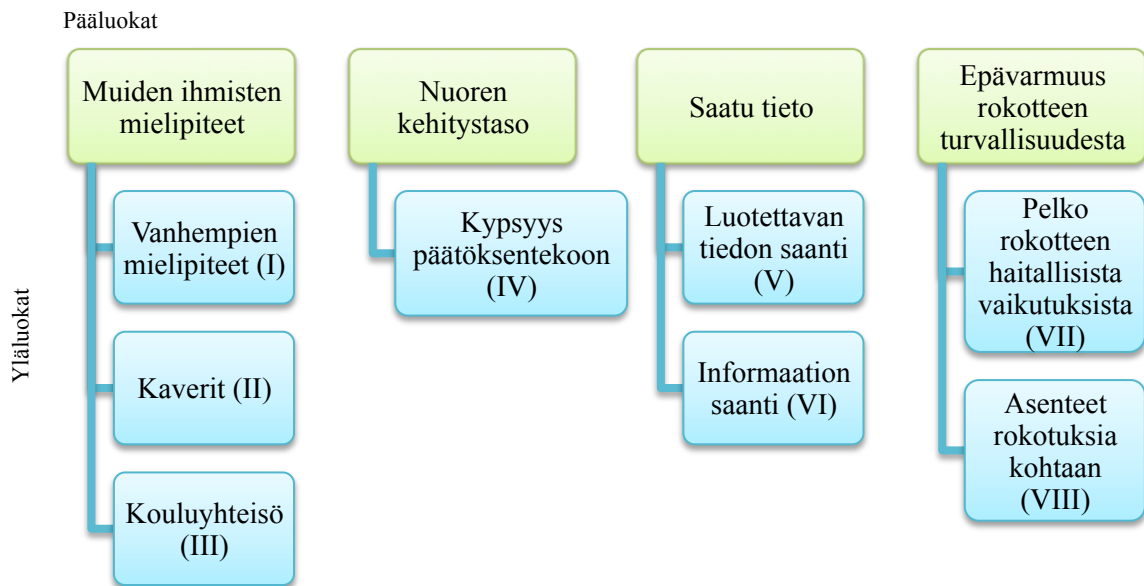 Pääluokat
Muiden ihmisten
mielipiteet
Nuoren
kehitystaso
Saatu tieto
Epävarmuus
rokotteen
turvallisuudesta
Yläluokat
Vanhempien
mielipiteet (I)
Kaverit (II)
Kouluyhteisö
(III)
Kypsyys
päätöksentekoon
(IV)
Luotettavan
tiedon saanti
(V)
Informaation
saanti (VI)
Pelko
rokotteen
haitallisista
vaikutuksista
(VII)
Asenteet
rokotuksia
kohtaan
(VIII)